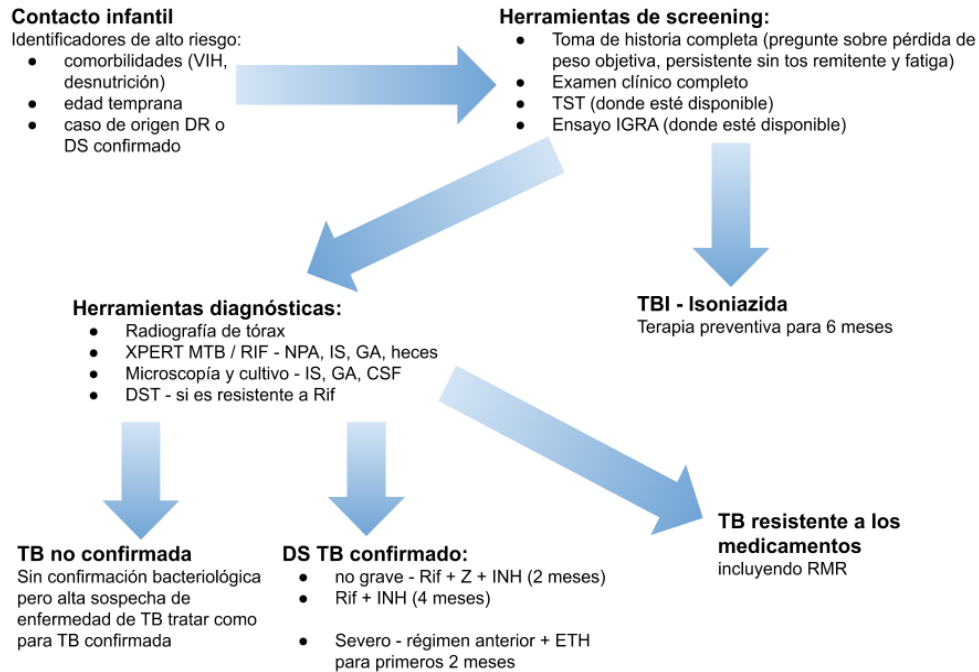 Contacto infantil
Identificadores de alto riesgo:
● comorbilidades (VIH,
desnutrición)
● edad temprana
● caso de origen DR o
DS confirmado
Herramientas de screening:
● Toma de historia completa (pregunte sobre pérdida de
peso objetiva, persistente sin tos remitente y fatiga)
● Examen clínico completo
● TST (donde esté disponible)
● Ensayo IGRA (donde esté disponible)
Herramientas diagnósticas:
● Radiografía de tórax
● XPERT MTB / RIF - NPA, IS, GA, heces
● Microscopía y cultivo - IS, GA, CSF
● DST - si es resistente a Rif
TBI - Isoniazida
Terapia preventiva para 6 meses
TB no confirmada
Sin confirmación bacteriológica
pero alta sospecha de
enfermedad de TB tratar como
para TB confirmada
DS TB confirmado:
● no grave - Rif + Z + INH (2 meses)
● Rif + INH (4 meses)
● Severo - régimen anterior + ETH
para primeros 2 meses
TB resistente a los
medicamentos
incluyendo RMR